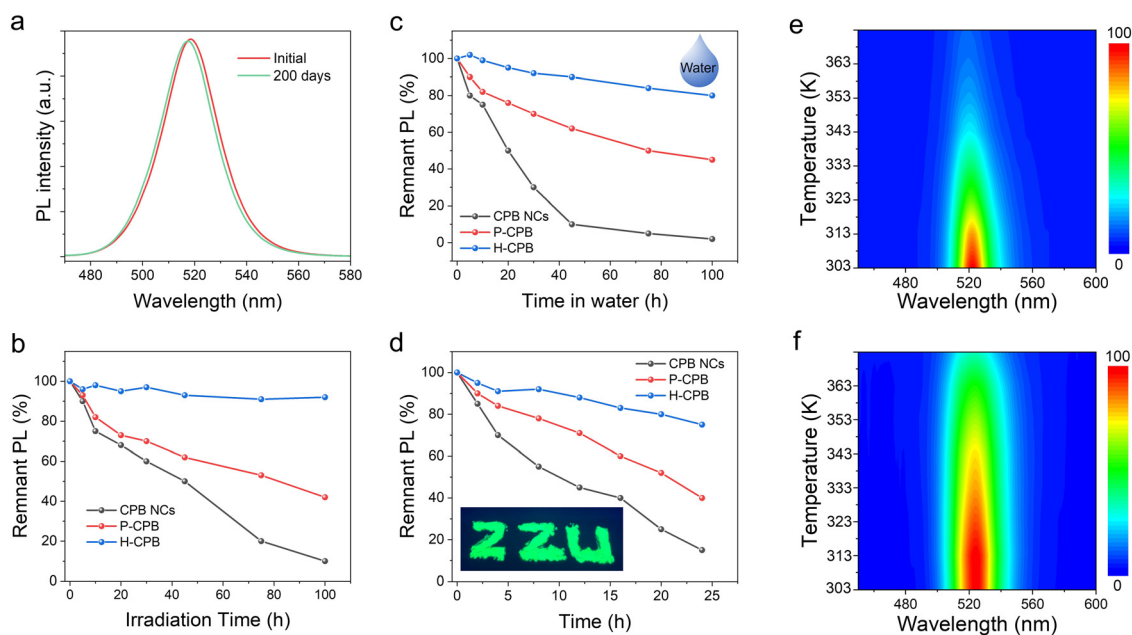 a
Initial
200 days
PL intensity (a.u.)
480 500 520 540 560 580
Wavelength (nm)
b
Remnant PL (%)
100
80
60
40
20
0
CPB NCs
P-CPB
H-CPB
0 20 40 60 80 100
Irradiation Time (h)
c
Remnant PL (%)
100
80
60
40
20
0
Water
CPB NCs
P-CPB
H-CPB
0 20 40 60 80 100
Time in water (h)
d
Remnant PL (%)
100
80
60
40
20
0
CPB NCs
P-CPB
H-CPB
ZZU
0 5 10 15 20 25
Time (h)
e
Temperature (K)
363
353
343
333
323
313
303
480 520 560 600
Wavelength (nm)
100
0
f
Temperature (K)
363
353
343
333
323
313
303
480 520 560 600
Wavelength (nm)
100
0